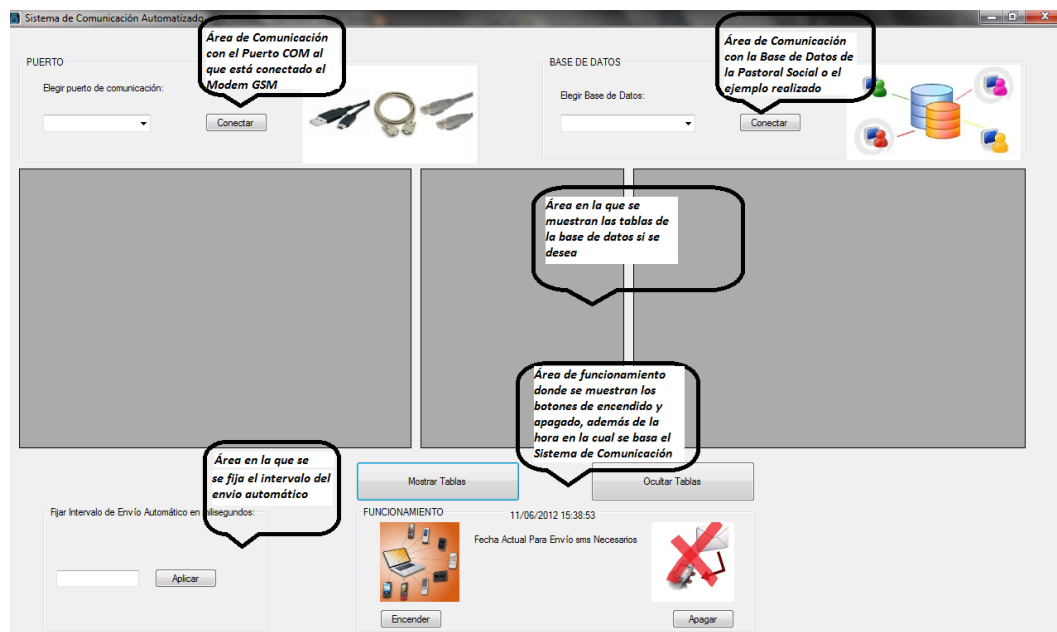 Sistema de Comunicación Automatizado
Área de Comunicación
con el Puerto COM al
que está conectado el
Modem GSM
Área de Comunicación
con la Base de Datos de
la Pastoral Social o el
ejemplo realizado
PUERTO
Elegir puerto de comunicación:
Conectar
BASE DE DATOS
Elegir Base de Datos:
Conectar
Área en la que se
muestran las tablas de
la base de datos si se
desea
Área de funcionamiento
donde se muestran los
botones de encendido y
apagado, además de la
hora en la cual se basa el
Sistema de Comunicación
Área en la que se
se fija el intervalo del
envio automático
Mostrar Tablas
Ocultar Tablas
Fijar Intervalo de Envío Automático en milisegundos:
Aplicar
FUNCIONAMIENTO
11/06/2012 15:38:53
Fecha Actual Para Envío sms Necesarios
Encender
Apagar